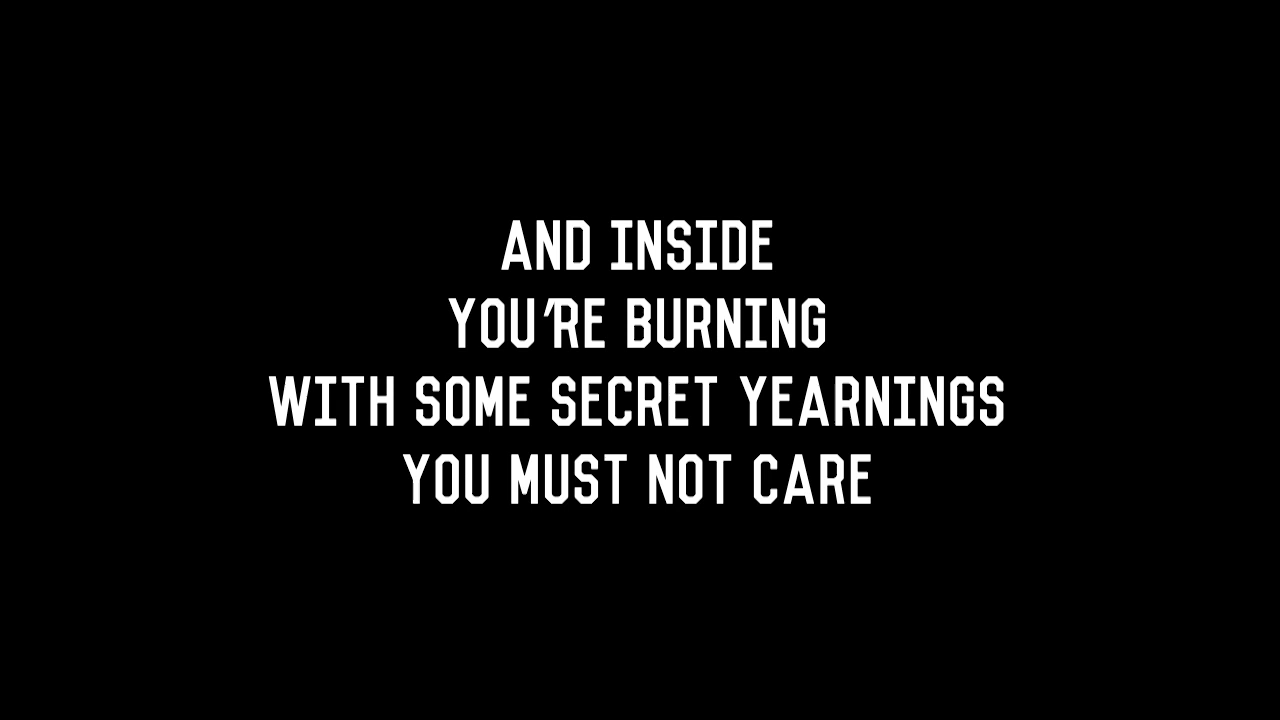 AND INSIDE
YOU'RE BURNING
WITH SOME SECRET YEARNINGS
YOU MUST NOT CARE